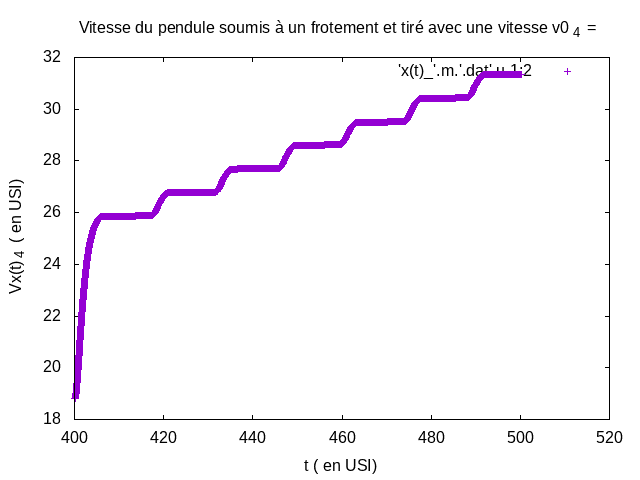 Vitesse du pendule soumis à un frotement et tiré avec une vitesse v0 4 =
32
'x(t)_'.m.'.dat' u 1:2
30
28
26
24
22
20
18
Vx(t) 4 ( en USI)
400 420 440 460 480 500 520
t ( en USI)